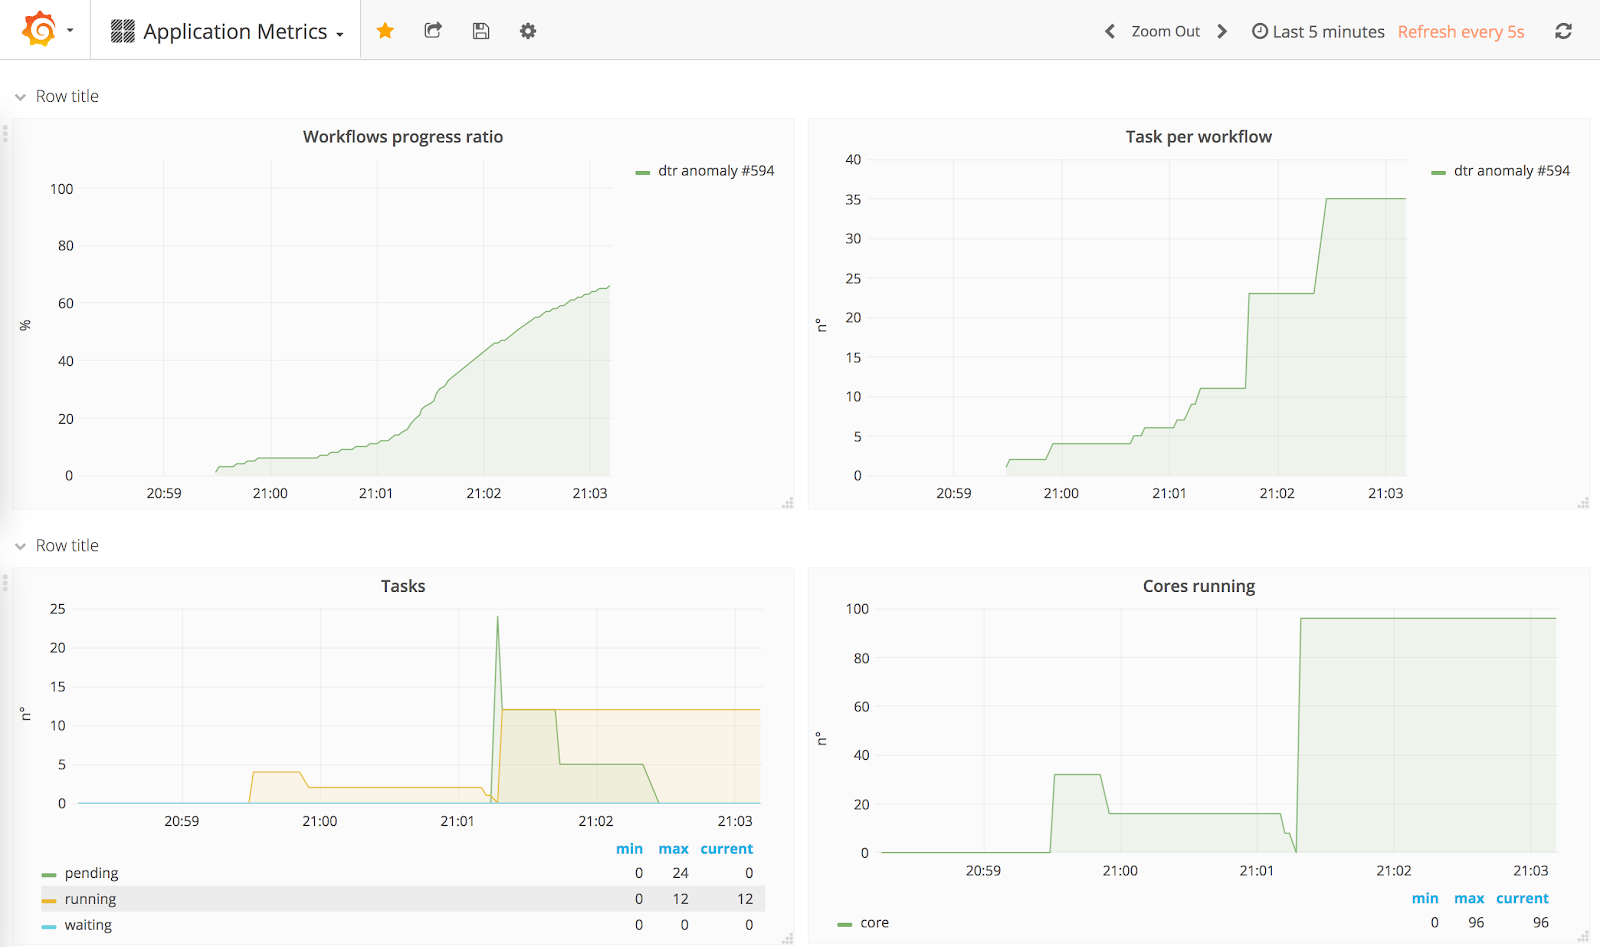 Application Metrics
Zoom Out
Last 5 minutes
Refresh every 5s
Row title
Workflows progress ratio
dtr anomaly #594
100
80
60
40
20
0
%
20:59 21:00 21:01 21:02 21:03
Task per workflow
dtr anomaly #594
40
35
30
25
20
15
10
5
0
n°
20:59 21:00 21:01 21:02 21:03
Row title
Tasks
25
20
15
10
5
0
n°
20:59 21:00 21:01 21:02 21:03
min max current
pending 0 24 0
running 0 12 12
waiting 0 0 0
Cores running
100
80
60
40
20
0
n°
20:59 21:00 21:01 21:02 21:03
min max current
core 0 96 96